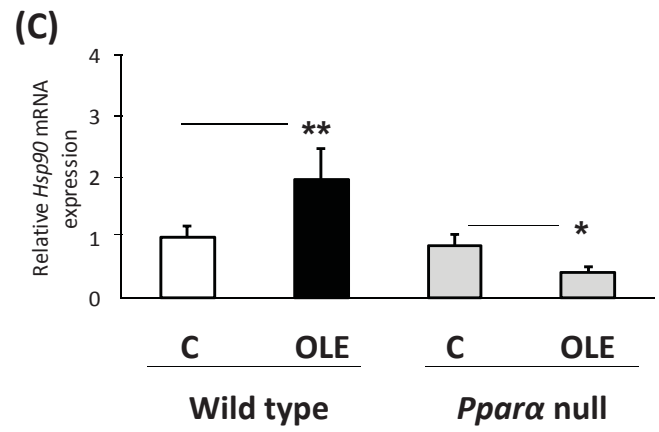 (C)
Relative Hsp90 mRNA
expression
4
3
2
1
0
**
*
C OLE C OLE
Wild type Pparα null